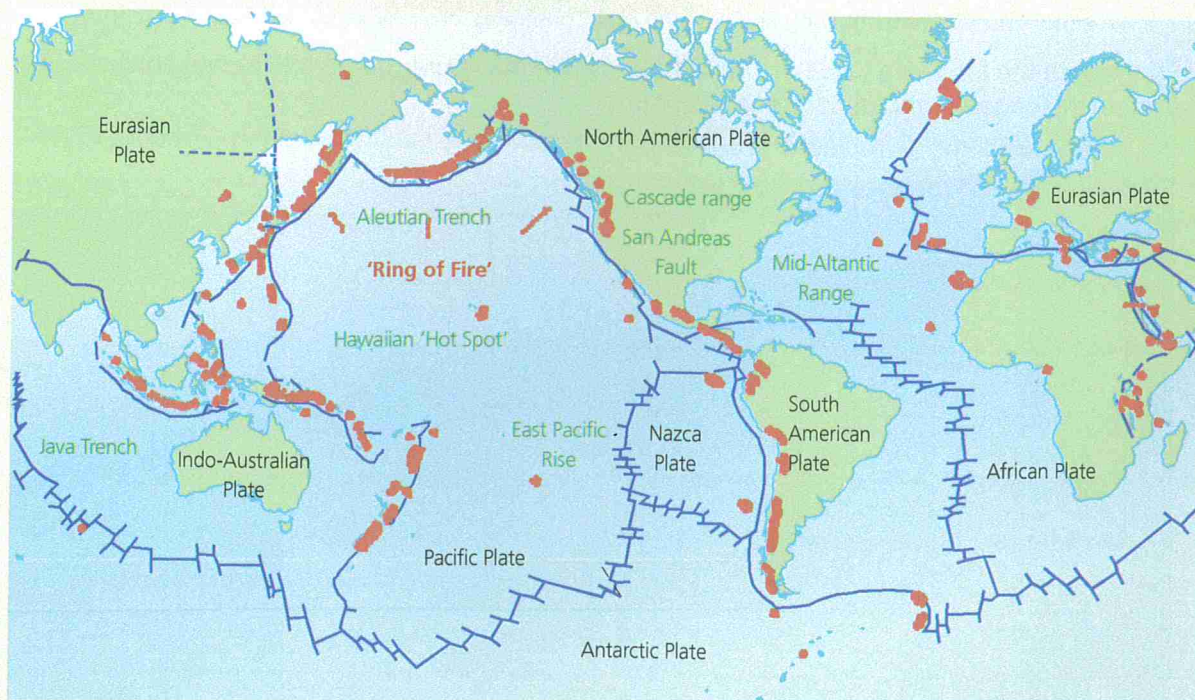 Eurasian
Plate
North American Plate
Cascade range
San Andreas
Fault
Aleutian Trench
'Ring of Fire'
Hawaiian 'Hot Spot'
Mid-Altantic
Range
Eurasian Plate
Java Trench
Indo-Australian
Plate
East Pacific
Rise
Nazca
Plate
South
American
Plate
African Plate
Pacific Plate
Antarctic Plate